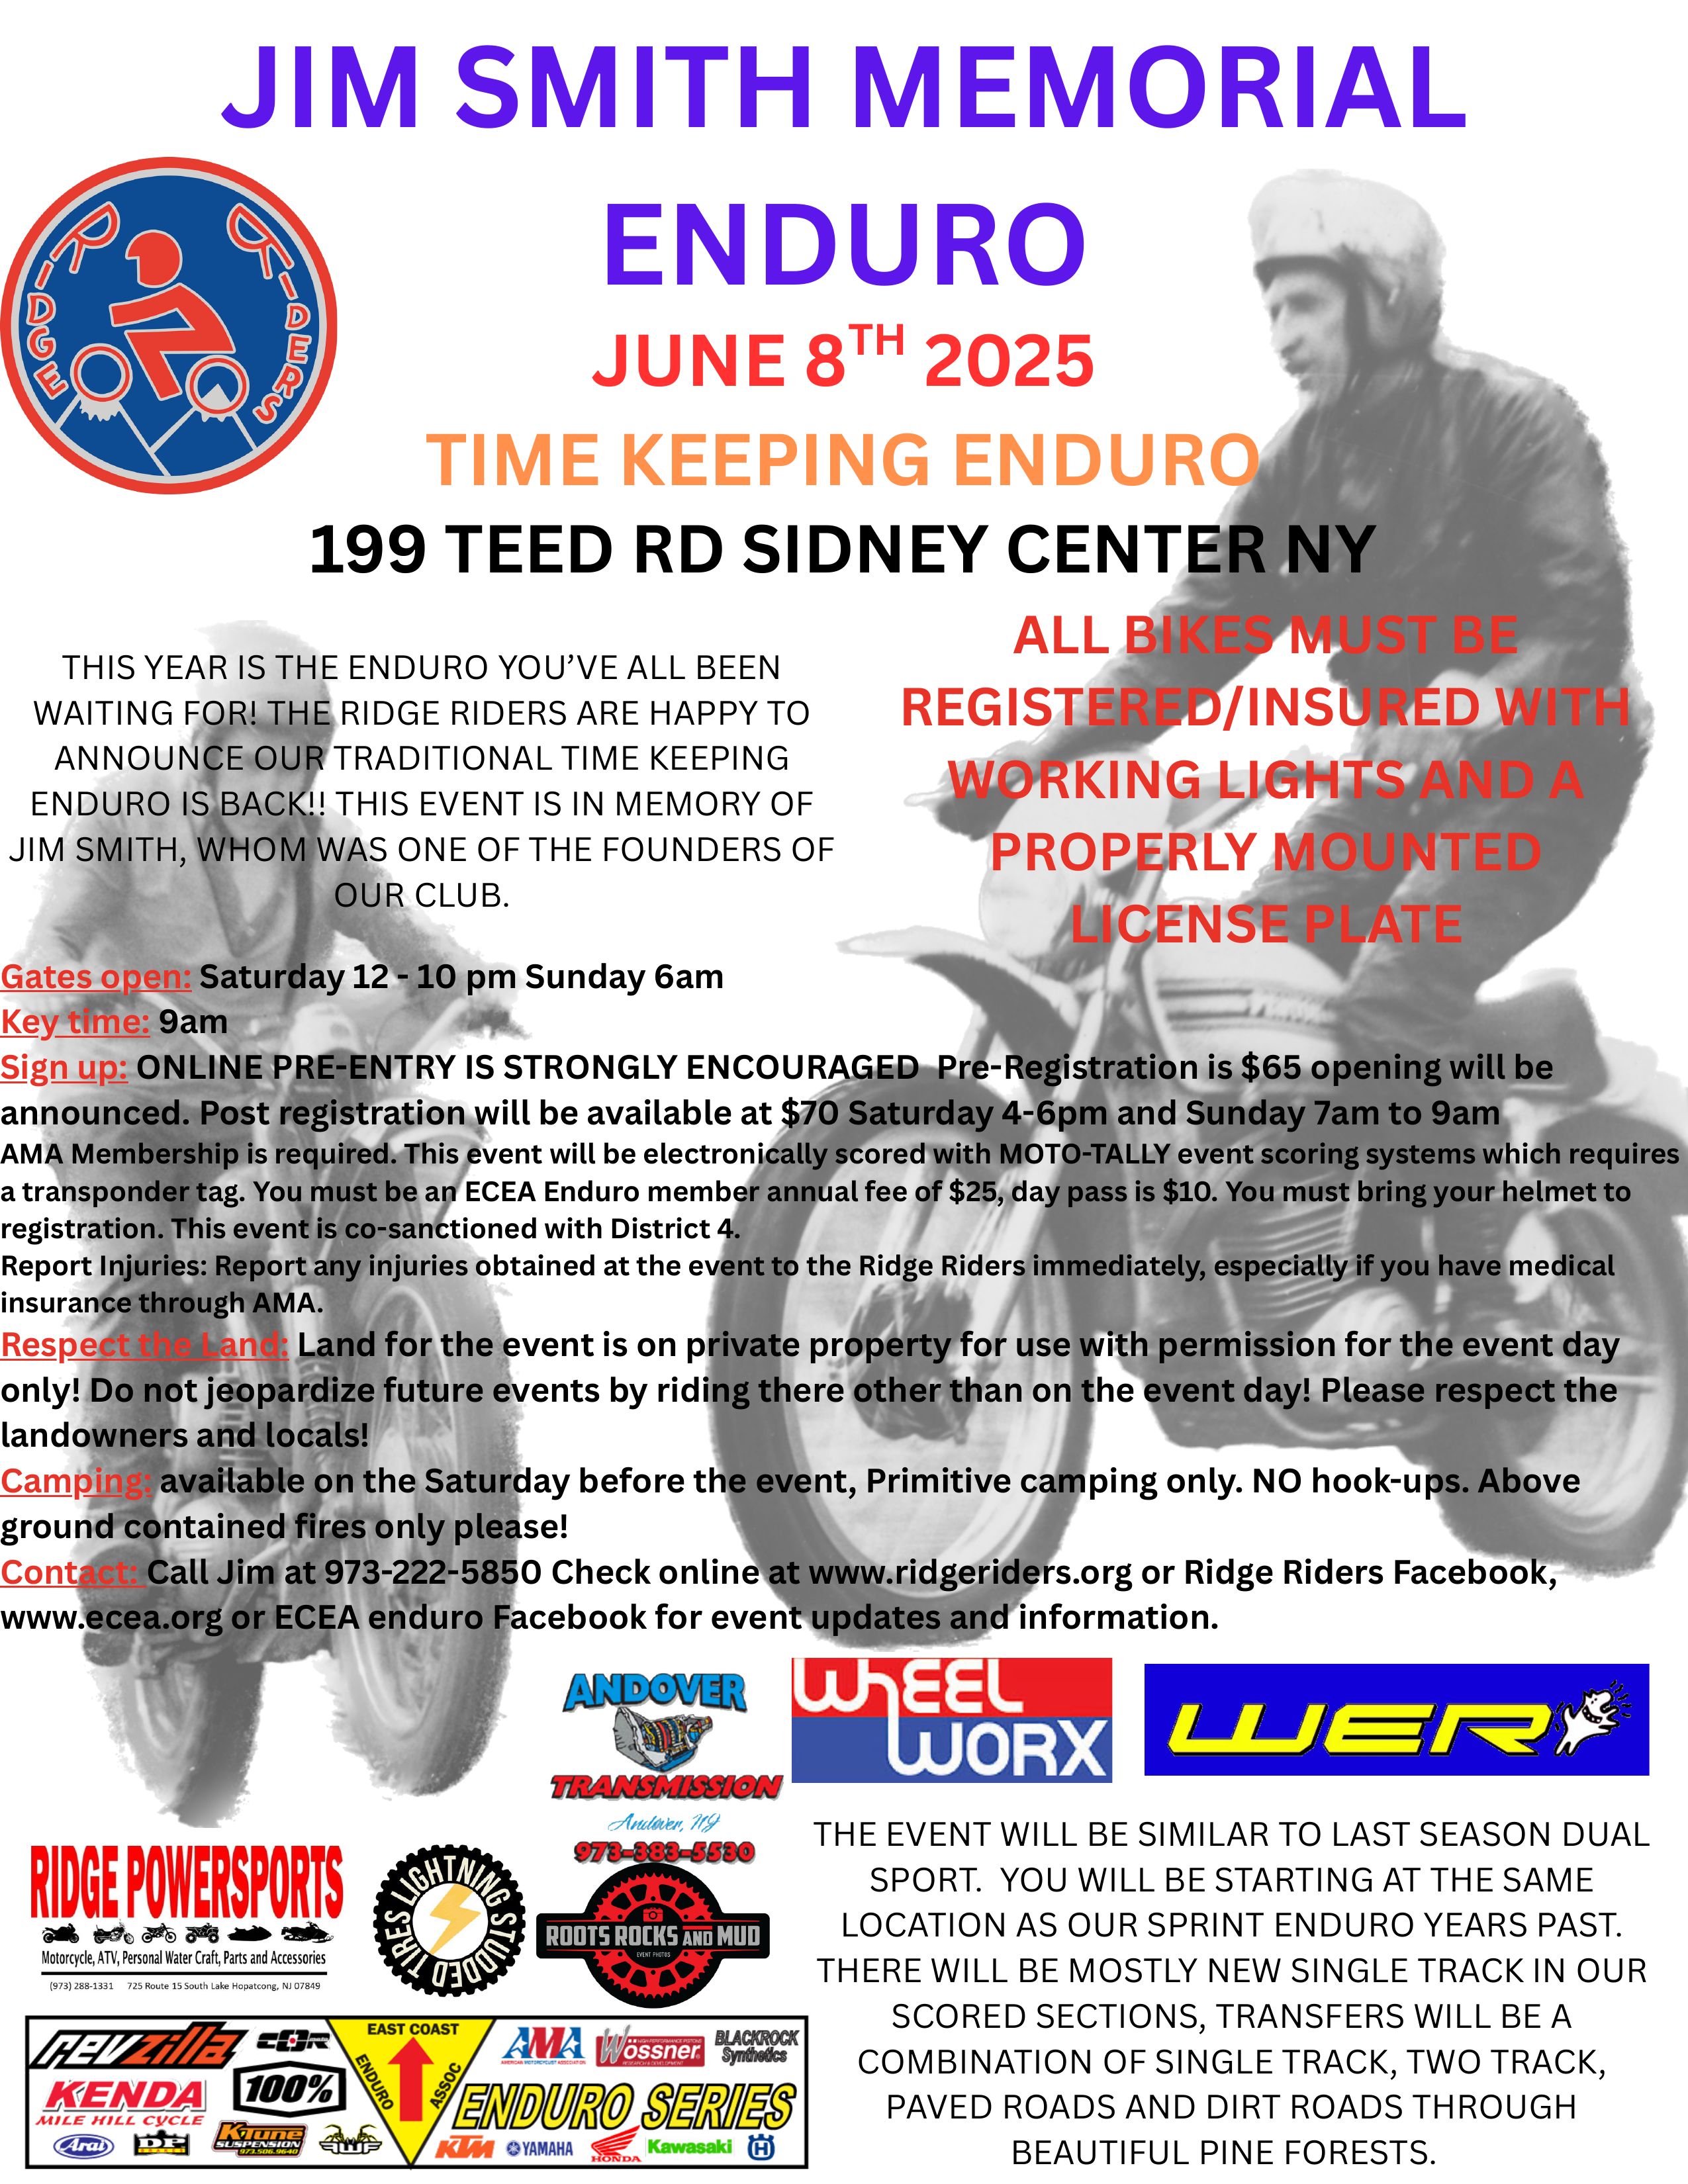 JIM SMITH MEMORIAL
ENDURO
RIDGE RIDERS
JUNE 8TH 2025
TIME KEEPING ENDURO
199 TEED RD SIDNEY CENTER NY
THIS YEAR IS THE ENDURO YOU'VE ALL BEEN
WAITING FOR! THE RIDGE RIDERS ARE HAPPY TO
ANNOUNCE OUR TRADITIONAL TIME KEEPING
ENDURO IS BACK!! THIS EVENT IS IN MEMORY OF
JIM SMITH, WHOM WAS ONE OF THE FOUNDERS OF
OUR CLUB.
ALL BIKES MUST BE
REGISTERED/INSURED WITH
WORKING LIGHTS AND A
PROPERLY MOUNTED
LICENSE PLATE
Gates open: Saturday 12 - 10 pm Sunday 6am
Key time: 9am
Sign up: ONLINE PRE-ENTRY IS STRONGLY ENCOURAGED  Pre-Registration is $65 opening will be
announced. Post registration will be available at $70 Saturday 4-6pm and Sunday 7am to 9am
AMA Membership is required. This event will be electronically scored with MOTO-TALLY event scoring systems which requires
a transponder tag. You must be an ECEA Enduro member annual fee of $25, day pass is $10. You must bring your helmet to
registration. This event is co-sanctioned with District 4.
Report Injuries: Report any injuries obtained at the event to the Ridge Riders immediately, especially if you have medical
insurance through AMA.
Respect the Land: Land for the event is on private property for use with permission for the event day
only! Do not jeopardize future events by riding there other than on the event day! Please respect the
landowners and locals!
Camping: available on the Saturday before the event, Primitive camping only. NO hook-ups. Above
ground contained fires only please!
Contact: Call Jim at 973-222-5850 Check online at www.ridgeriders.org or Ridge Riders Facebook,
www.ecea.org or ECEA enduro Facebook for event updates and information.
ANDOVER
TRANSMISSION
Andover, NJ
973-383-5530
WHEEL
WORX
WER
RIDGE POWERSPORTS
Motorcycle, ATV, Personal Water Craft, Parts and Accessories
(973) 288-1331 725 Route 15 South Lake Hopatcong, NJ 07849
LIGHTNING STUDDED TIRES
ROOTS ROCKS AND MUD
EVENT PHOTOS
THE EVENT WILL BE SIMILAR TO LAST SEASON DUAL
SPORT.  YOU WILL BE STARTING AT THE SAME
LOCATION AS OUR SPRINT ENDURO YEARS PAST.
THERE WILL BE MOSTLY NEW SINGLE TRACK IN OUR
SCORED SECTIONS, TRANSFERS WILL BE A
COMBINATION OF SINGLE TRACK, TWO TRACK,
PAVED ROADS AND DIRT ROADS THROUGH
BEAUTIFUL PINE FORESTS.
revzilla
KENDA
MILE HILL CYCLE
100%
Arai
DP
K-Tune
SUSPENSION
973.506.9640
FWF
EAST COAST
ENDURO
ASSOC
AMA
AMERICAN MOTORCYCLIST ASSOCIATION
Wössner
BLACKROCK
Synthetics
ENDURO SERIES
KTM
YAMAHA
HONDA
Kawasaki
H